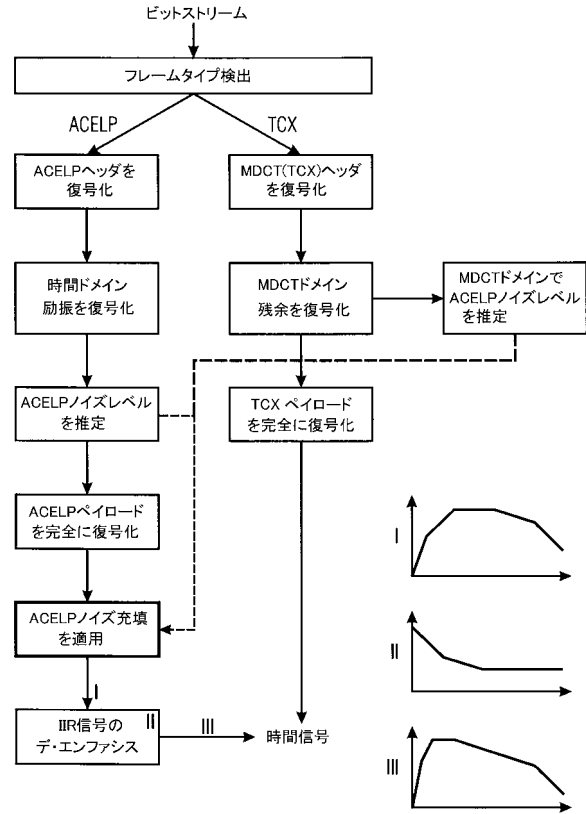 ビットストリーム
フレームタイプ検出
ACELP
TCX
ACELPヘッダを
復号化
MDCT(TCX)ヘッダ
を復号化
時間ドメイン
励振を復号化
MDCTドメイン
残余を復号化
MDCTドメインで
ACELPノイズレベル
を推定
ACELPノイズレベル
を推定
TCX ペイロード
を完全に復号化
ACELPペイロード
を完全に復号化
ACELPノイズ充填
を適用
I
IIR信号の
デ・エンファシス
II
III
時間信号
I
II
III